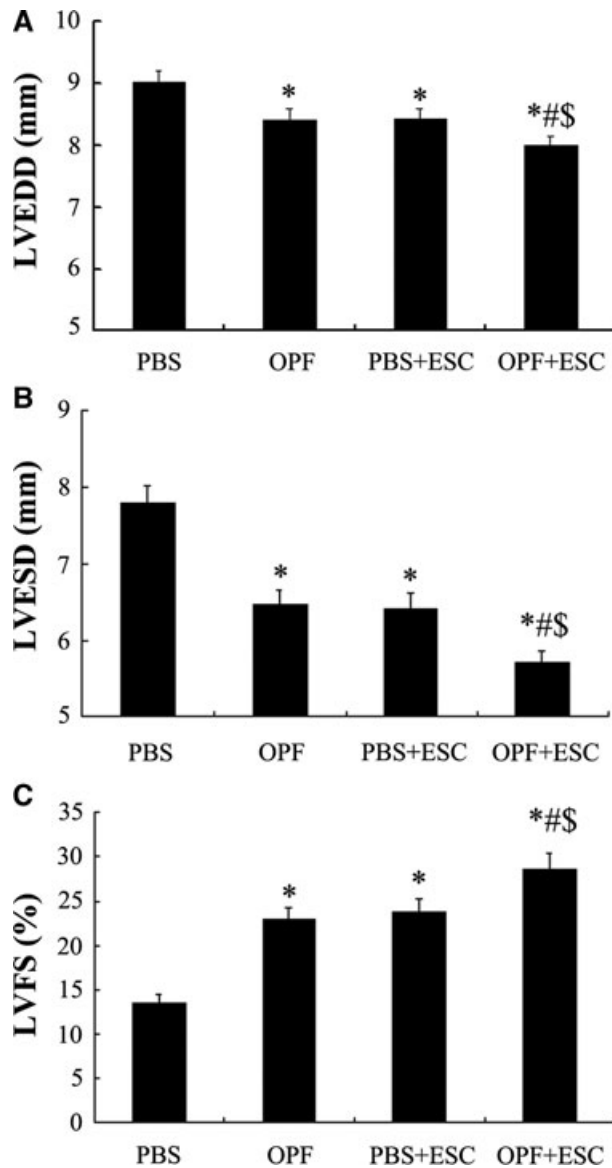 A
LVEDD (mm)
10
9
8
7
6
5
* * *#$
PBS OPF PBS+ESC OPF+ESC
B
LVESD (mm)
9
8
7
6
5
* * *#$
PBS OPF PBS+ESC OPF+ESC
C
LVFS (%)
35
30
25
20
15
10
5
0
* * *#$
PBS OPF PBS+ESC OPF+ESC